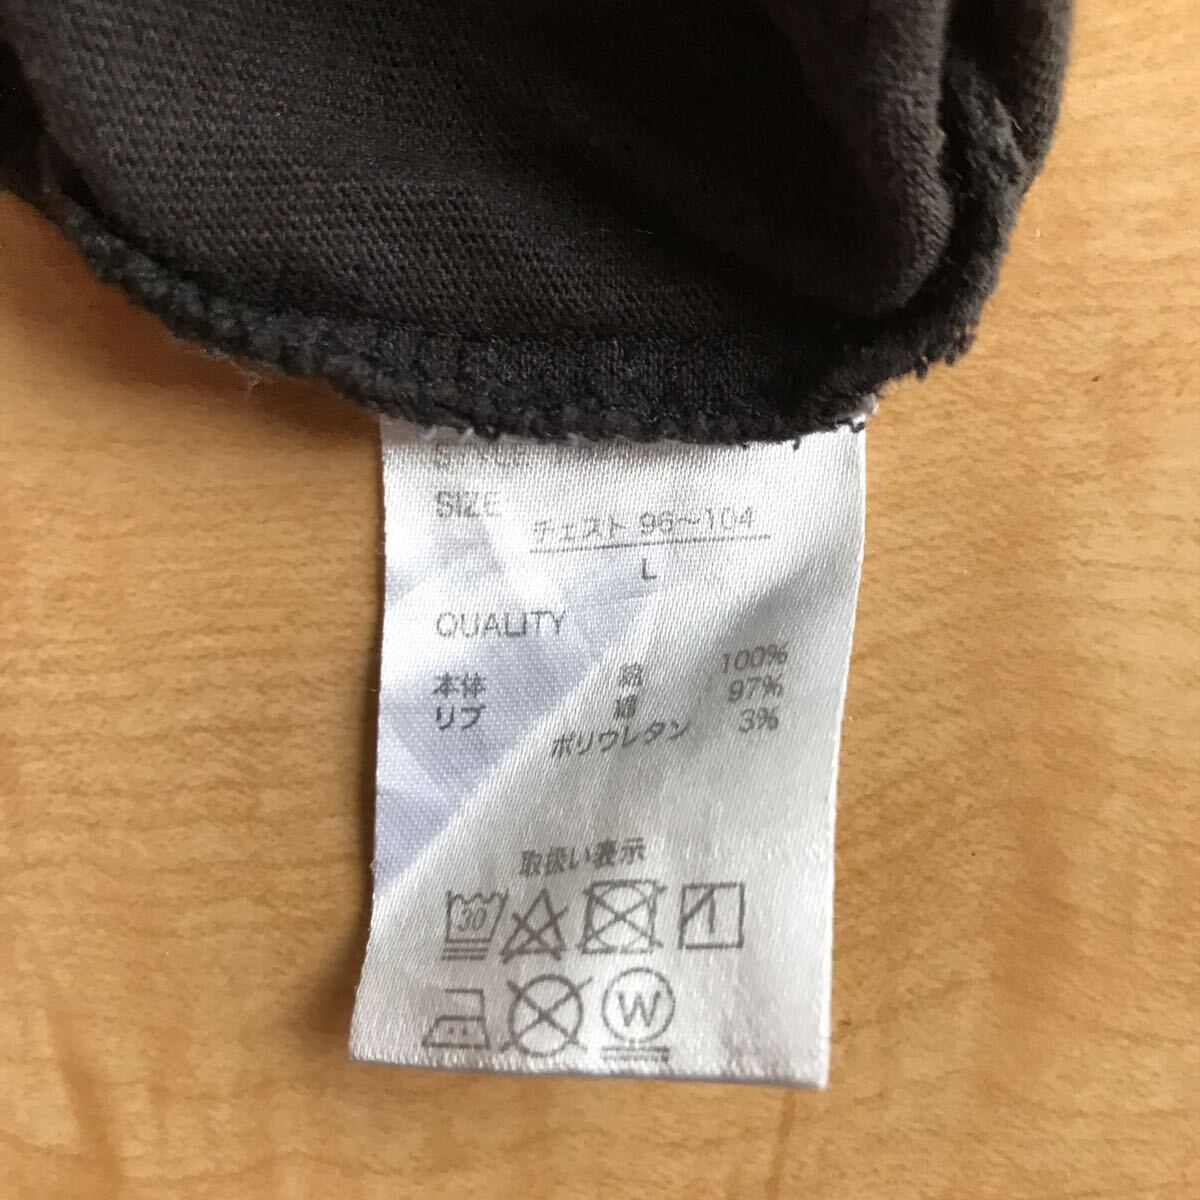 SIZE
チェスト 96～104
L
QUALITY
本体 綿 100%
リブ 綿 97%
ポリウレタン 3%
取扱い表示
30
W